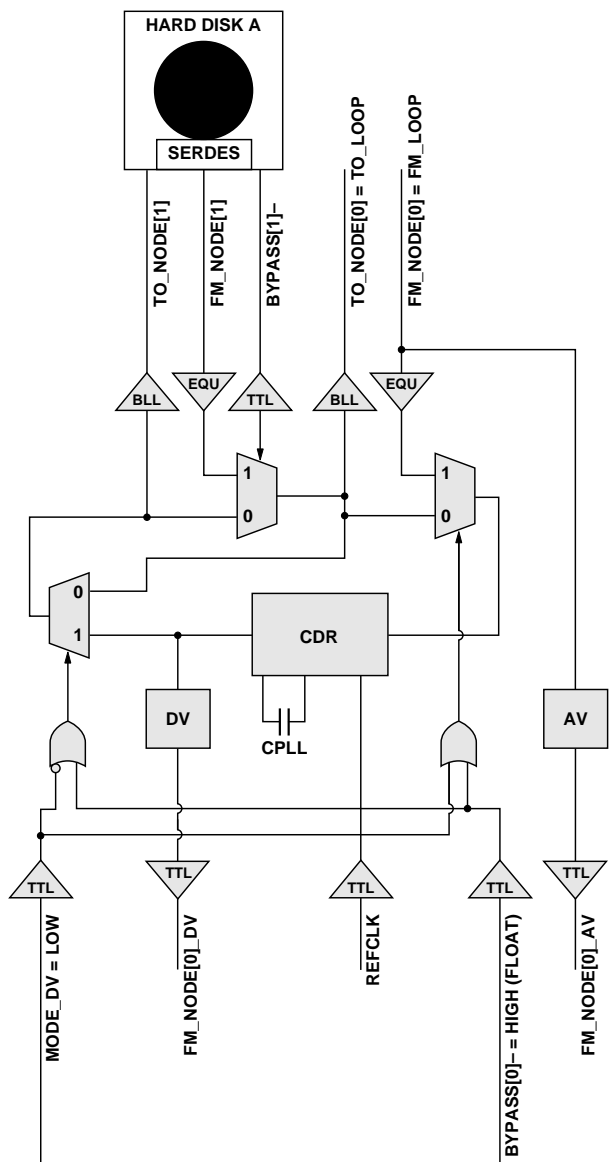 HARD DISK A
SERDES
TO_NODE[1]
FM_NODE[1]
BYPASS[1]–
TO_NODE[0] = TO_LOOP
FM_NODE[0] = FM_LOOP
BLL
EQU
TTL
BLL
EQU
1
0
1
0
0
1
CDR
DV
CPLL
AV
TTL
TTL
TTL
TTL
TTL
MODE_DV = LOW
FM_NODE[0]_DV
REFCLK
BYPASS[0]– = HIGH (FLOAT)
FM_NODE[0]_AV